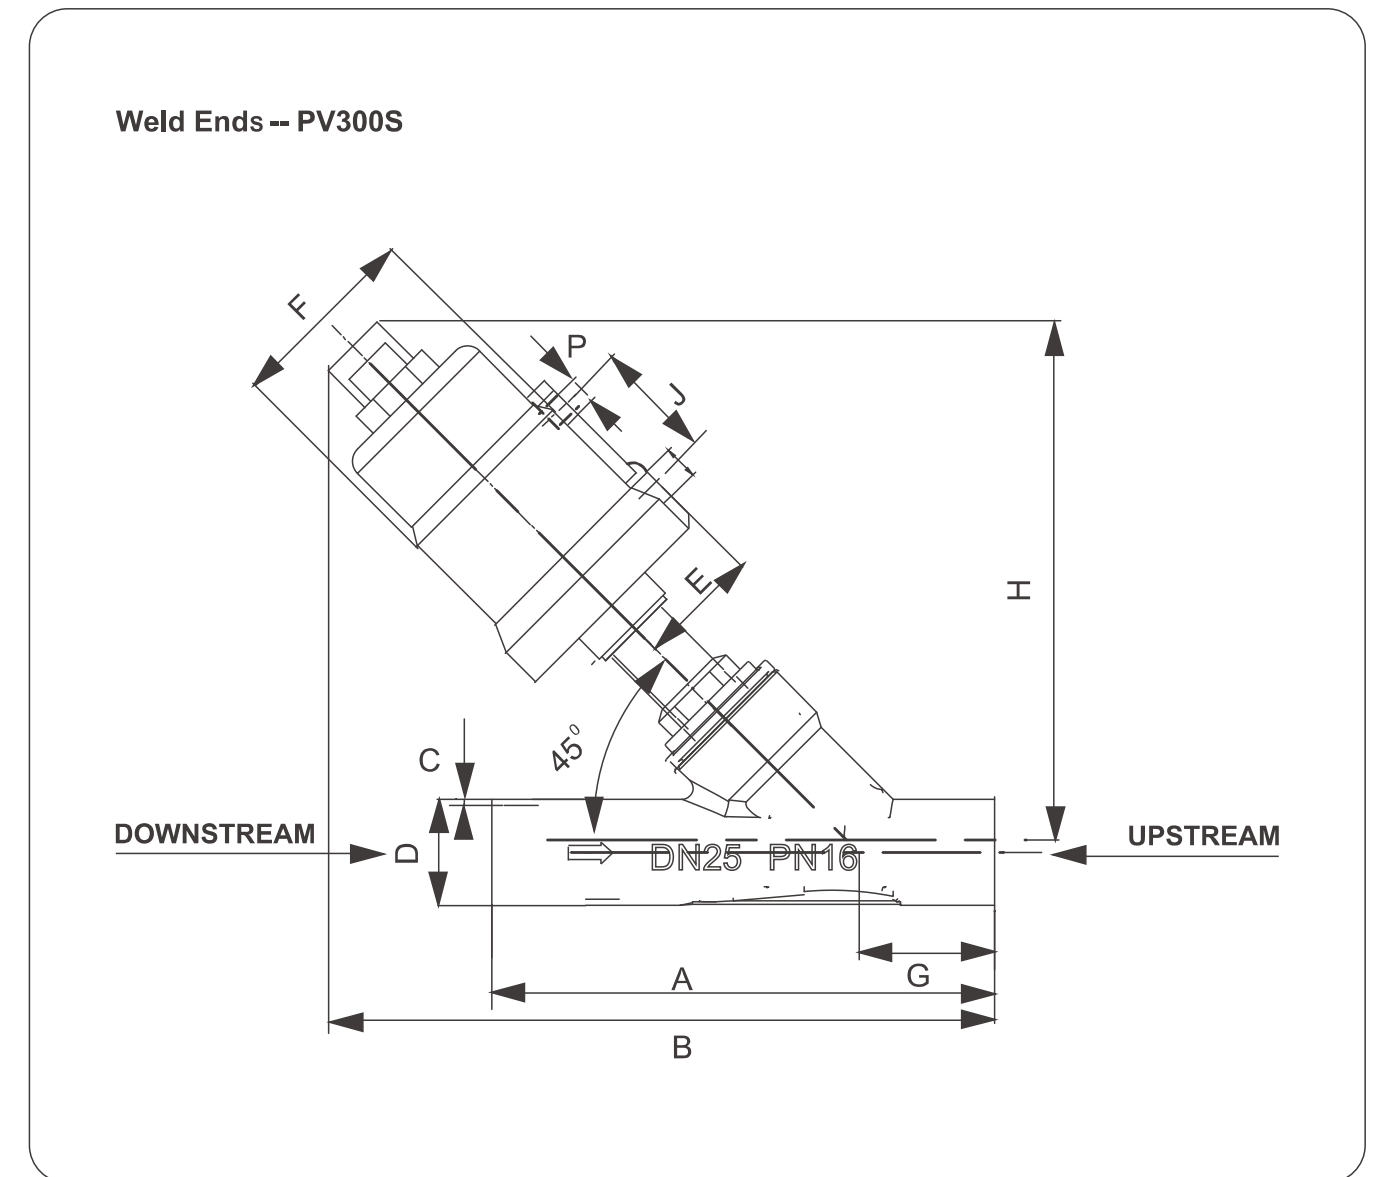 Weld Ends -- PV300S
F
P
J
H
E
45°
C
DOWNSTREAM
D
UPSTREAM
DN25 PN16
G
A
B